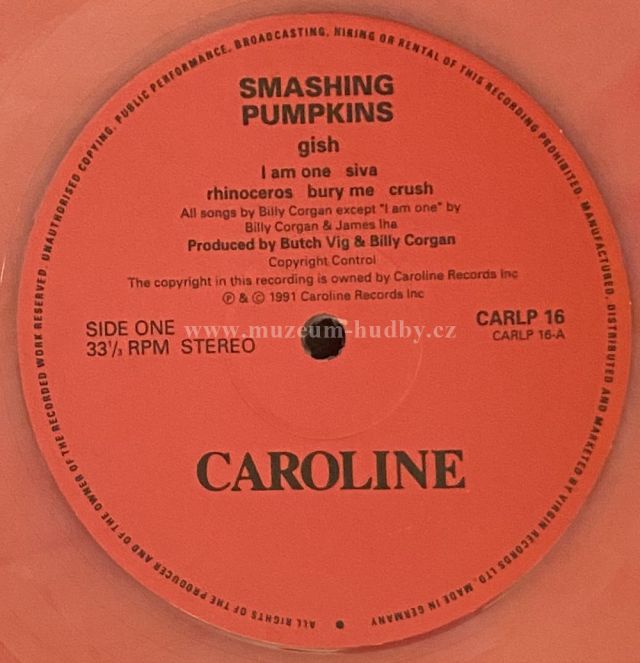 SMASHING
PUMPKINS
gish
I am one siva
rhinoceros bury me crush
All songs by Billy Corgan except "I am one" by
Billy Corgan & James Iha
Produced by Butch Vig & Billy Corgan
Copyright Control
The copyright in this recording is owned by Caroline Records Inc
℗ & © 1991 Caroline Records Inc
SIDE ONE
33⅓ RPM STEREO
CARLP 16
CARLP 16-A
www.muzeum-hudby.cz
CAROLINE
ALL RIGHTS OF THE PRODUCER AND OF THE OWNER OF THE RECORDED WORK RESERVED. UNAUTHORISED COPYING, PUBLIC PERFORMANCE, BROADCASTING, HIRING OR RENTAL OF THIS RECORDING PROHIBITED. MANUFACTURED, DISTRIBUTED AND MARKETED BY VIRGIN RECORDS LTD. MADE IN GERMANY